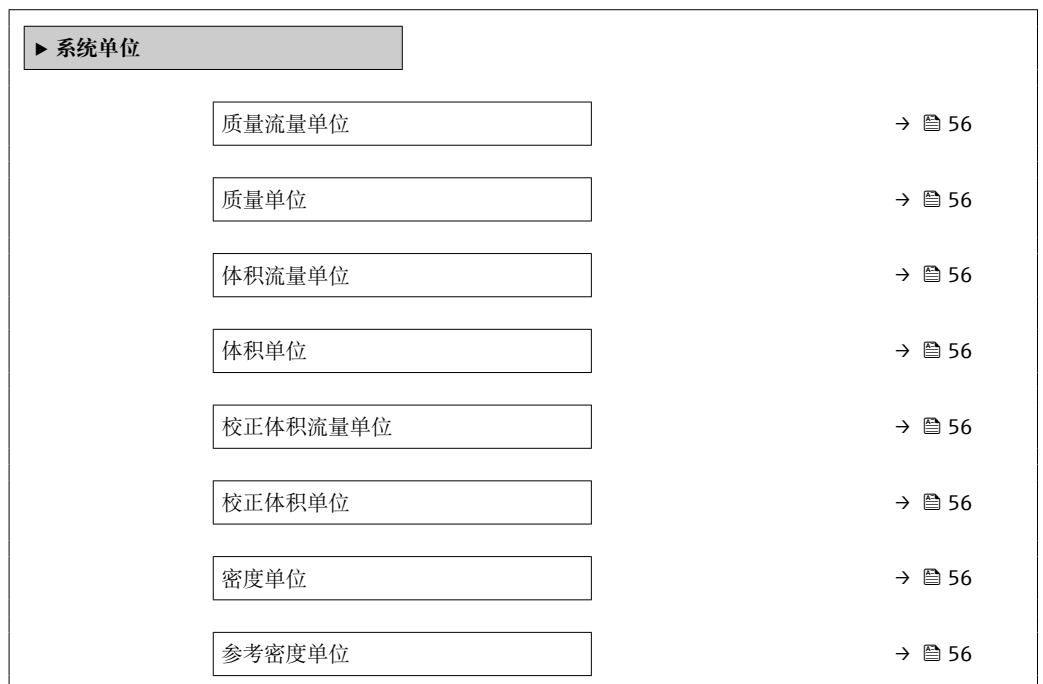 ▶ 系统单位
质量流量单位 → 56
质量单位 → 56
体积流量单位 → 56
体积单位 → 56
校正体积流量单位 → 56
校正体积单位 → 56
密度单位 → 56
参考密度单位 → 56